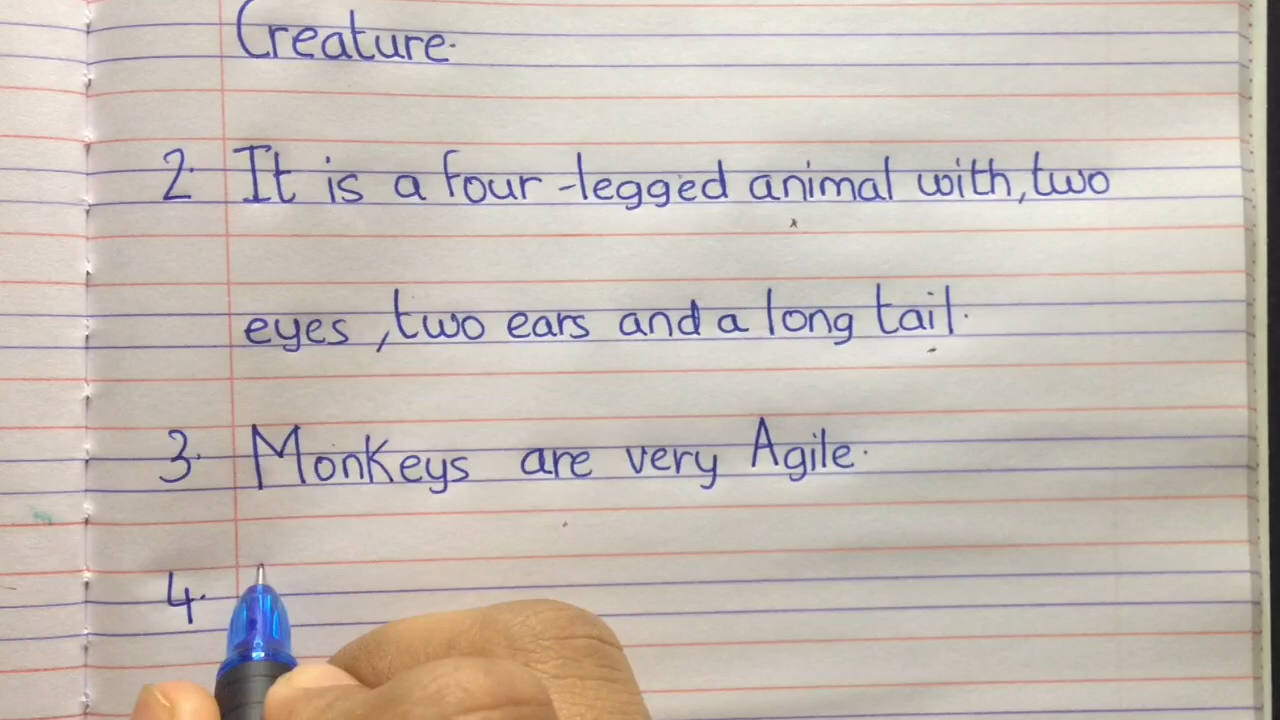 Creature.
2. It is a four-legged animal with, two
eyes, two ears and a long tail.
3. Monkeys are very Agile.
4.